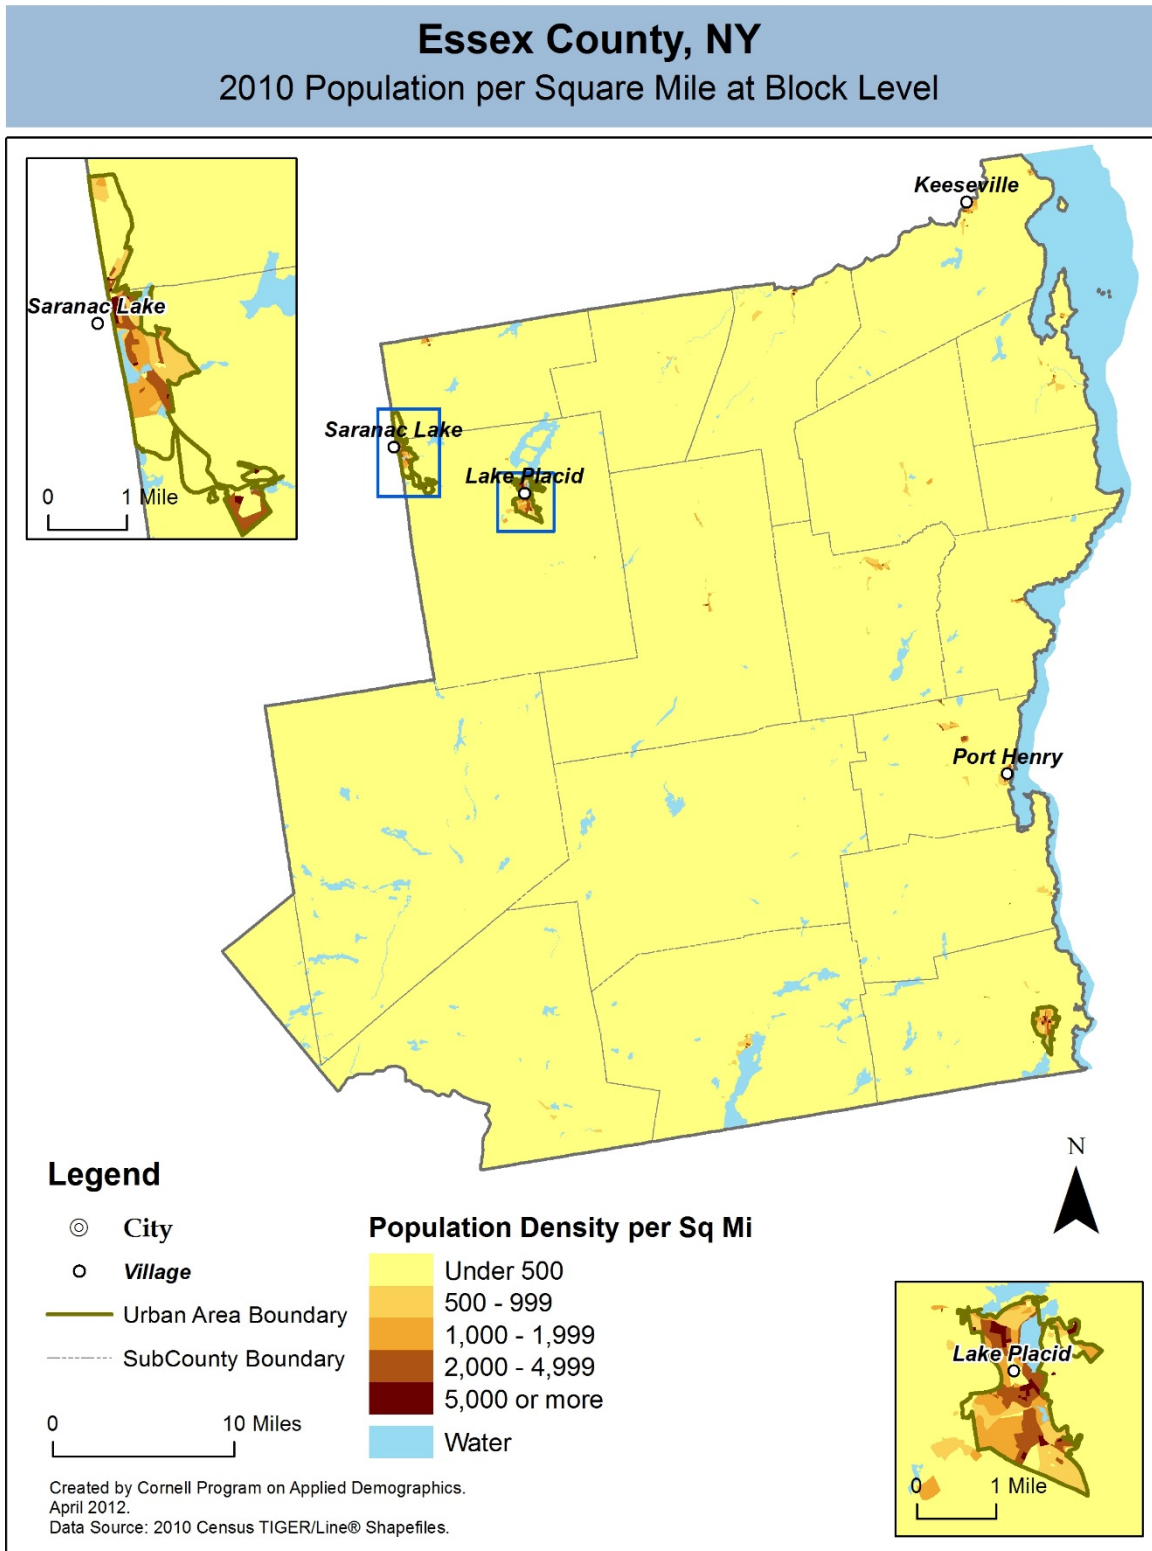 Essex County, NY
2010 Population per Square Mile at Block Level
Saranac Lake
0 1 Mile
Keeseville
Saranac Lake
Lake Placid
Port Henry
N
Legend
City
Village
Urban Area Boundary
SubCounty Boundary
0 10 Miles
Population Density per Sq Mi
Under 500
500 - 999
1,000 - 1,999
2,000 - 4,999
5,000 or more
Water
Lake Placid
0 1 Mile
Created by Cornell Program on Applied Demographics.
April 2012.
Data Source: 2010 Census TIGER/Line® Shapefiles.